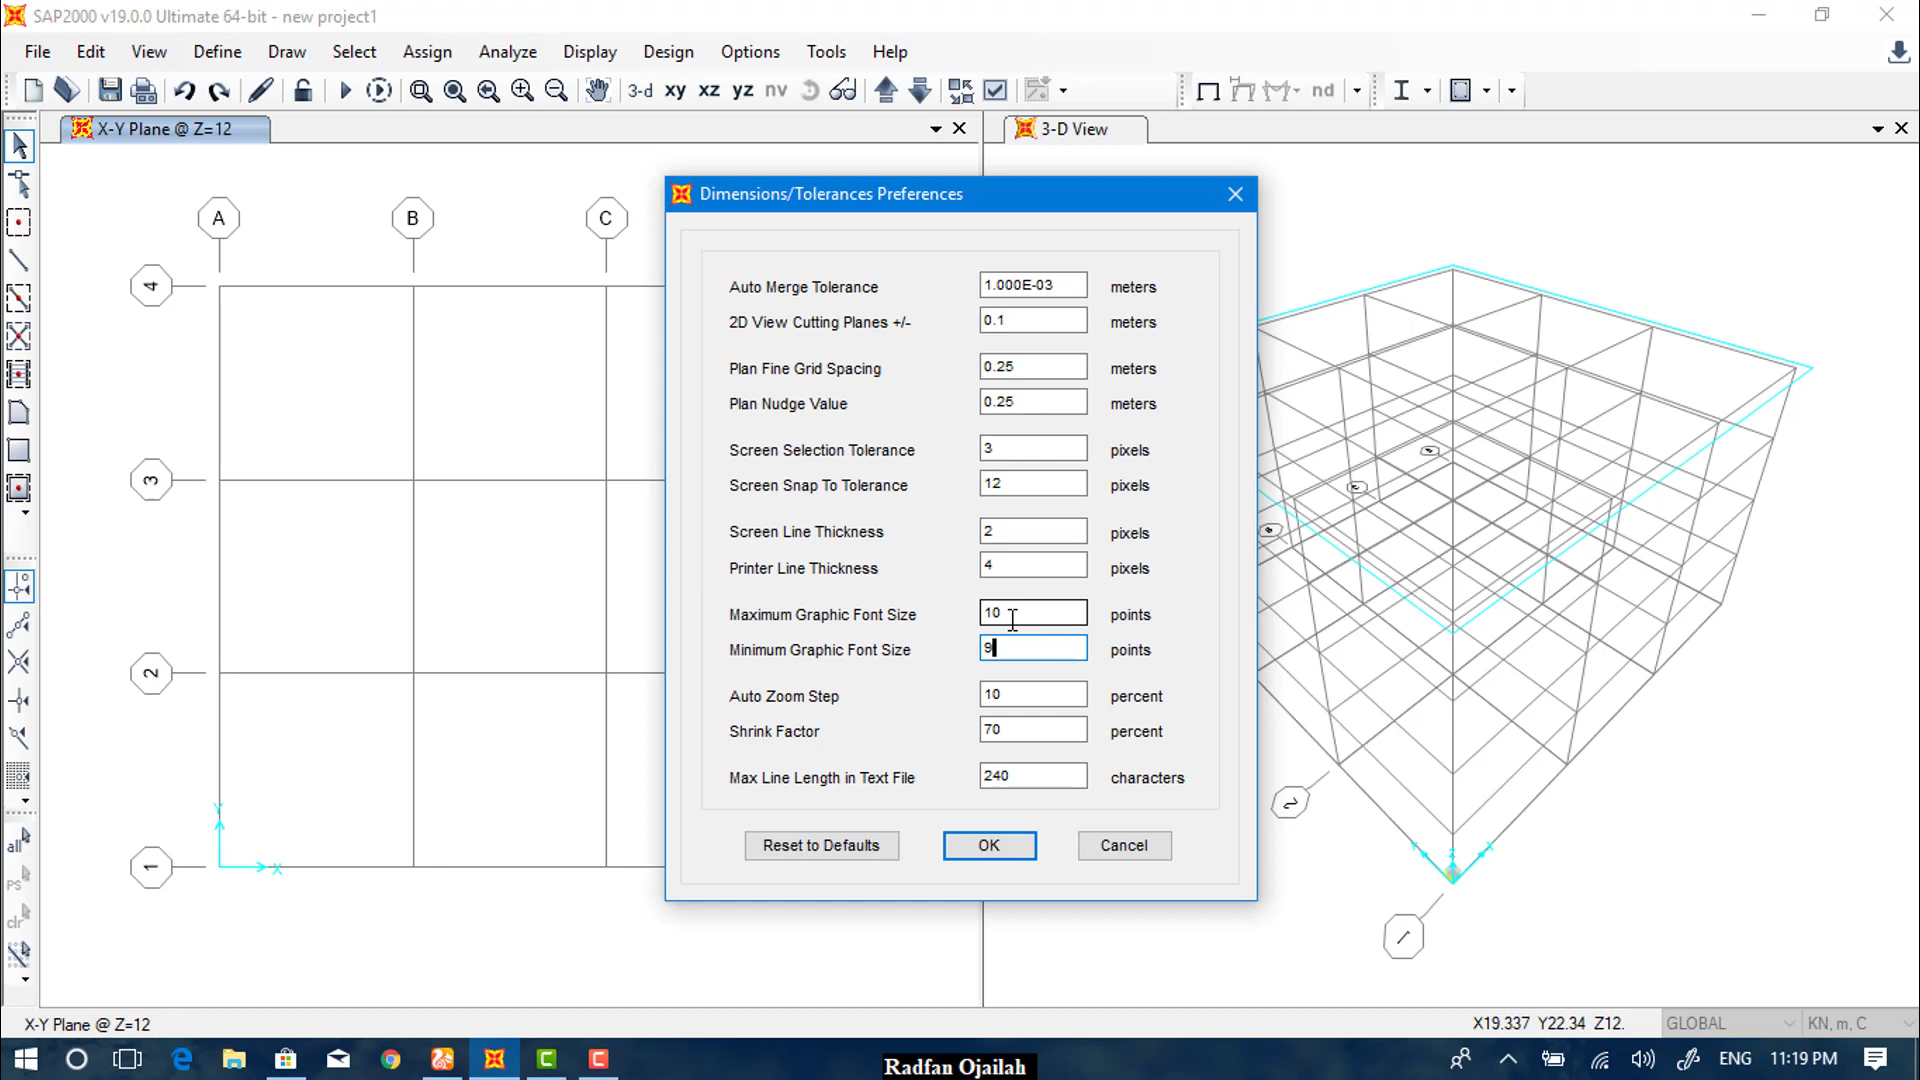 SAP2000 v19.0.0 Ultimate 64-bit - new project1
File Edit View Define Draw Select Assign Analyze Display Design Options Tools Help
3-d xy xz yz nv nd
X-Y Plane @ Z=12
3-D View
Dimensions/Tolerances Preferences
A B C
4
3
2
1
Y
X
Auto Merge Tolerance 1.000E-03 meters
2D View Cutting Planes +/- 0.1 meters
Plan Fine Grid Spacing 0.25 meters
Plan Nudge Value 0.25 meters
Screen Selection Tolerance 3 pixels
Screen Snap To Tolerance 12 pixels
Screen Line Thickness 2 pixels
Printer Line Thickness 4 pixels
Maximum Graphic Font Size 10 points
Minimum Graphic Font Size 9 points
Auto Zoom Step 10 percent
Shrink Factor 70 percent
Max Line Length in Text File 240 characters
Reset to Defaults OK Cancel
2
Y Z X
1
all
PS
clr
X-Y Plane @ Z=12
X19.337 Y22.34 Z12. GLOBAL KN, m, C
ENG 11:19 PM
Radfan Ojailah